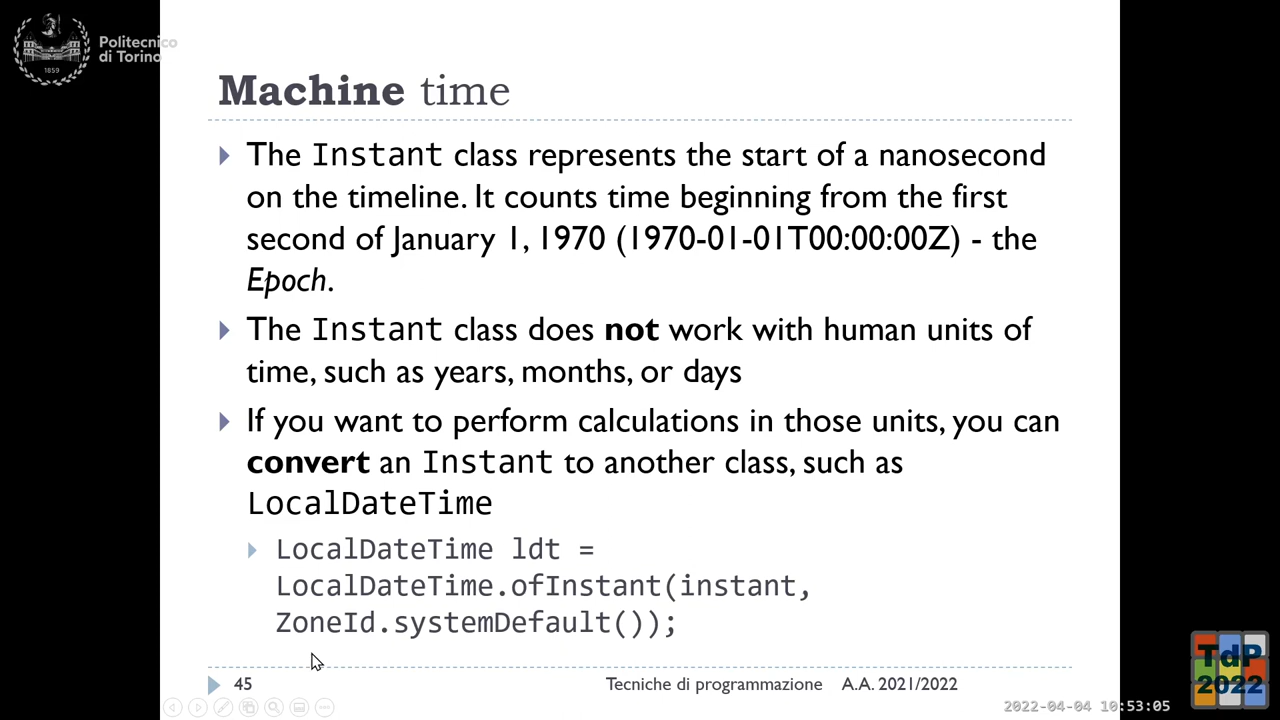 Politecnico
di Torino
1859
Machine time
The Instant class represents the start of a nanosecond
on the timeline. It counts time beginning from the first
second of January 1, 1970 (1970-01-01T00:00:00Z) - the
Epoch.
The Instant class does not work with human units of
time, such as years, months, or days
If you want to perform calculations in those units, you can
convert an Instant to another class, such as
LocalDateTime
LocalDateTime ldt =
LocalDateTime.ofInstant(instant,
ZoneId.systemDefault());
45
Tecniche di programmazione A.A. 2021/2022
TdP
2022
2022-04-04 10:53:05